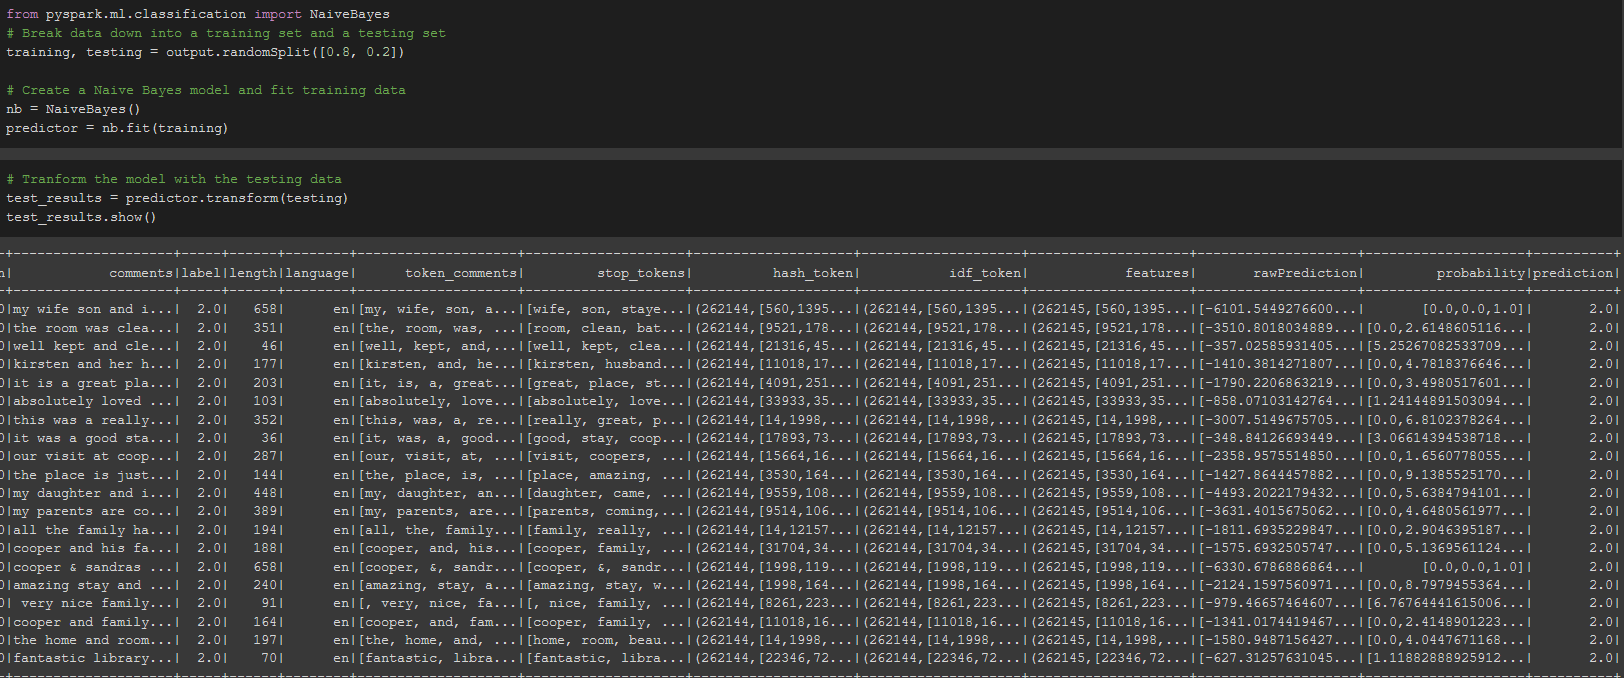 from pyspark.ml.classification import NaiveBayes
# Break data down into a training set and a testing set
training, testing = output.randomSplit([0.8, 0.2])
# Create a Naive Bayes model and fit training data
nb = NaiveBayes()
predictor = nb.fit(training)
# Tranform the model with the testing data
test_results = predictor.transform(testing)
test_results.show()
-+--------------------+-----+------+--------+--------------------+--------------------+--------------------+--------------------+--------------------+--------------------+--------------------+----------+
n|            comments|label|length|language|      token_comments|         stop_tokens|          hash_token|           idf_token|            features|       rawPrediction|         probability|prediction|
-+--------------------+-----+------+--------+--------------------+--------------------+--------------------+--------------------+--------------------+--------------------+--------------------+----------+
0|my wife son and i...|  2.0|   658|      en|[my, wife, son, a...|[wife, son, staye...|(262144,[560,1395...|(262144,[560,1395...|(262145,[560,1395...|[-6101.5449276600...|       [0.0,0.0,1.0]|       2.0|
0|the room was clea...|  2.0|   351|      en|[the, room, was, ...|[room, clean, bat...|(262144,[9521,178...|(262144,[9521,178...|(262145,[9521,178...|[-3510.8018034889...|[0.0,2.6148605116...|       2.0|
0|well kept and cle...|  2.0|    46|      en|[well, kept, and,...|[well, kept, clea...|(262144,[21316,45...|(262144,[21316,45...|(262145,[21316,45...|[-357.02585931405...|[5.25267082533709...|       2.0|
0|kirsten and her h...|  2.0|   177|      en|[kirsten, and, he...|[kirsten, husband...|(262144,[11018,17...|(262144,[11018,17...|(262145,[11018,17...|[-1410.3814271807...|[0.0,4.7818376646...|       2.0|
0|it is a great pla...|  2.0|   203|      en|[it, is, a, great...|[great, place, st...|(262144,[4091,251...|(262144,[4091,251...|(262145,[4091,251...|[-1790.2206863219...|[0.0,3.4980517601...|       2.0|
0|absolutely loved ...|  2.0|   103|      en|[absolutely, love...|[absolutely, love...|(262144,[33933,35...|(262144,[33933,35...|(262145,[33933,35...|[-858.07103142764...|[1.24144891503094...|       2.0|
0|this was a really...|  2.0|   352|      en|[this, was, a, re...|[really, great, p...|(262144,[14,1998,...|(262144,[14,1998,...|(262145,[14,1998,...|[-3007.5149675705...|[0.0,6.8102378264...|       2.0|
0|it was a good sta...|  2.0|    36|      en|[it, was, a, good...|[good, stay, coop...|(262144,[17893,73...|(262144,[17893,73...|(262145,[17893,73...|[-348.84126693449...|[3.06614394538718...|       2.0|
0|our visit at coop...|  2.0|   287|      en|[our, visit, at, ...|[visit, coopers, ...|(262144,[15664,16...|(262144,[15664,16...|(262145,[15664,16...|[-2358.9575514850...|[0.0,1.6560778055...|       2.0|
0|the place is just...|  2.0|   144|      en|[the, place, is, ...|[place, amazing, ...|(262144,[3530,164...|(262144,[3530,164...|(262145,[3530,164...|[-1427.8644457882...|[0.0,9.1385525170...|       2.0|
0|my daughter and i...|  2.0|   448|      en|[my, daughter, an...|[daughter, came, ...|(262144,[9559,108...|(262144,[9559,108...|(262145,[9559,108...|[-4493.2022179432...|[0.0,5.6384794101...|       2.0|
0|my parents are co...|  2.0|   389|      en|[my, parents, are...|[parents, coming,...|(262144,[9514,106...|(262144,[9514,106...|(262145,[9514,106...|[-3631.4015675062...|[0.0,4.6480561977...|       2.0|
0|all the family ha...|  2.0|   194|      en|[all, the, family...|[family, really, ...|(262144,[14,12157...|(262144,[14,12157...|(262145,[14,12157...|[-1811.6935229847...|[0.0,2.9046395187...|       2.0|
0|cooper and his fa...|  2.0|   188|      en|[cooper, and, his...|[cooper, family, ...|(262144,[31704,34...|(262144,[31704,34...|(262145,[31704,34...|[-1575.6932505747...|[0.0,5.1369561124...|       2.0|
0|cooper & sandras ...|  2.0|   658|      en|[cooper, &, sandr...|[cooper, &, sandr...|(262144,[1998,119...|(262144,[1998,119...|(262145,[1998,119...|[-6330.6786886864...|       [0.0,0.0,1.0]|       2.0|
0|amazing stay and ...|  2.0|   240|      en|[amazing, stay, a...|[amazing, stay, w...|(262144,[1998,164...|(262144,[1998,164...|(262145,[1998,164...|[-2124.1597560971...|[0.0,8.7979455364...|       2.0|
0| very nice family...|  2.0|    91|      en|[, very, nice, fa...|[, nice, family, ...|(262144,[8261,223...|(262144,[8261,223...|(262145,[8261,223...|[-979.46657464607...|[6.76764441615006...|       2.0|
0|cooper and family...|  2.0|   164|      en|[cooper, and, fam...|[cooper, family, ...|(262144,[11018,16...|(262144,[11018,16...|(262145,[11018,16...|[-1341.0174419467...|[0.0,2.4148901223...|       2.0|
0|the home and room...|  2.0|   197|      en|[the, home, and, ...|[home, room, beau...|(262144,[14,1998,...|(262144,[14,1998,...|(262145,[14,1998,...|[-1580.9487156427...|[0.0,4.0447671168...|       2.0|
0|fantastic library...|  2.0|    70|      en|[fantastic, libra...|[fantastic, libra...|(262144,[22346,72...|(262144,[22346,72...|(262145,[22346,72...|[-627.31257631045...|[1.11882888925912...|       2.0|